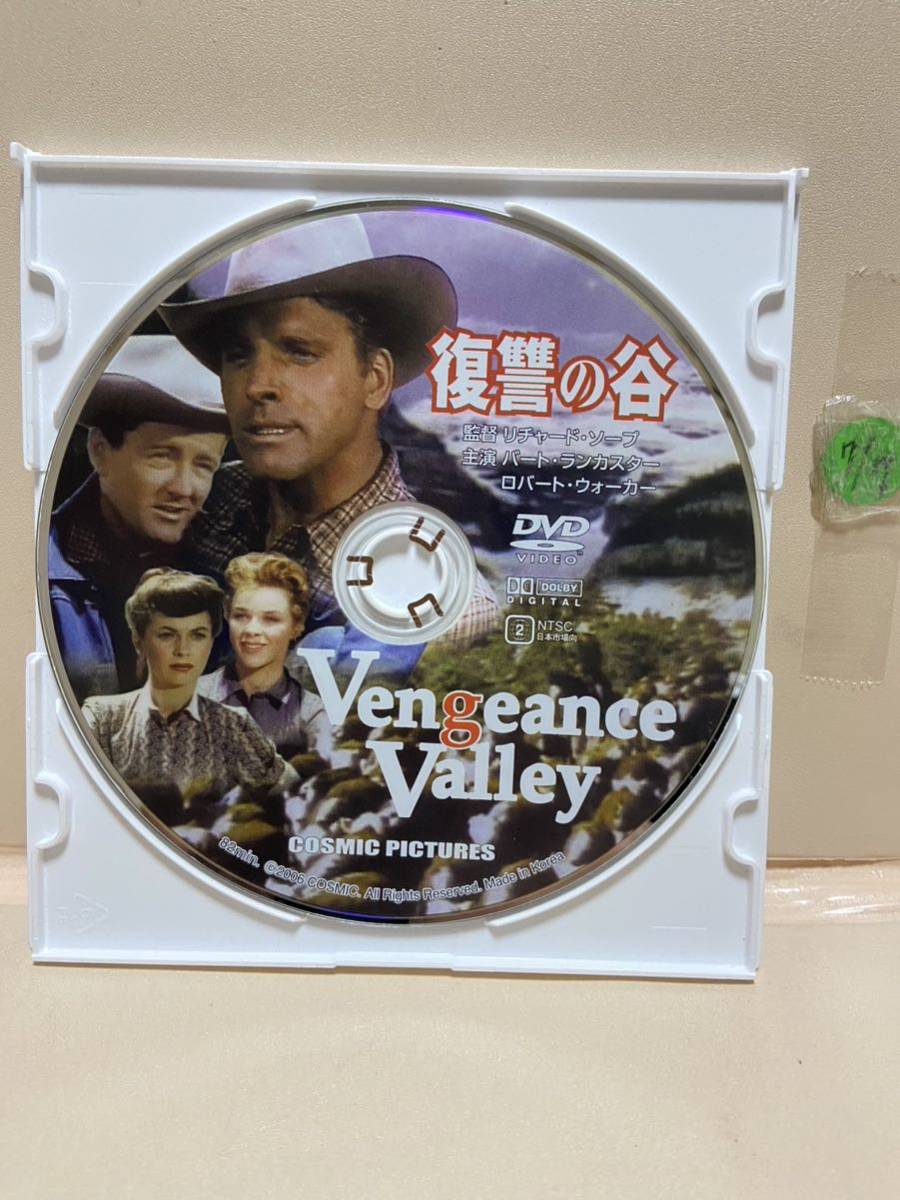 復讐の谷
監督 リチャード・ソープ
主演 バート・ランカスター
ロバート・ウォーカー
DVD
VIDEO
DOLBY
DIGITAL
2 NTSC
日本市場向
Vengeance
Valley
COSMIC PICTURES
82min. ©2006 COSMIC. All Rights Reserved. Made in Korea